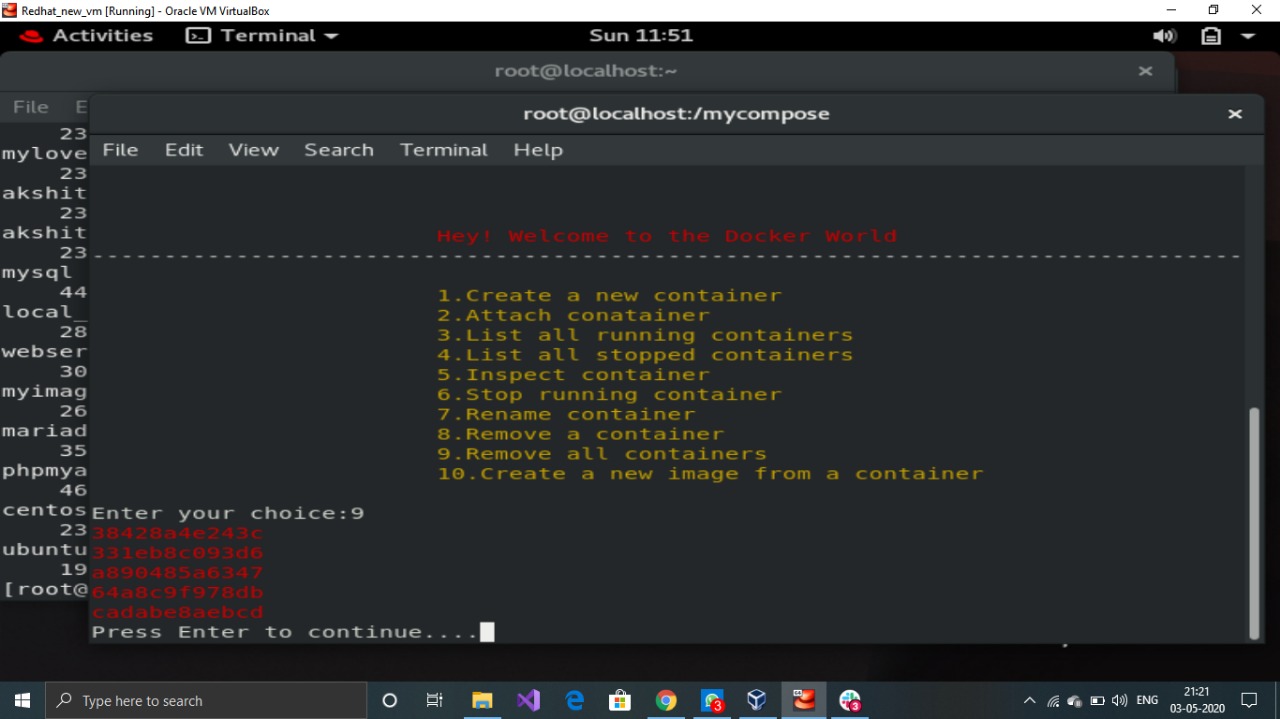 Redhat_new_vm [Running] - Oracle VM VirtualBox
Activities Terminal Sun 11:51
root@localhost:~
File E
root@localhost:/mycompose
File Edit View Search Terminal Help
23
mylove
23
akshit
23
akshit
23
mysql
44
local_
28
webser
30
myimag
26
mariad
35
phpmya
46
centos
23
ubuntu
19
[root@
Hey! Welcome to the Docker World
--------------------------------------------------------------------------------
1.Create a new container
2.Attach conatainer
3.List all running containers
4.List all stopped containers
5.Inspect container
6.Stop running container
7.Rename container
8.Remove a container
9.Remove all containers
10.Create a new image from a container
Enter your choice:9
38428a4e243c
331eb8c093d6
a890485a6347
64a8c9f978db
cadabe8aebcd
Press Enter to continue....
Type here to search
3
3
ENG
21:21
03-05-2020